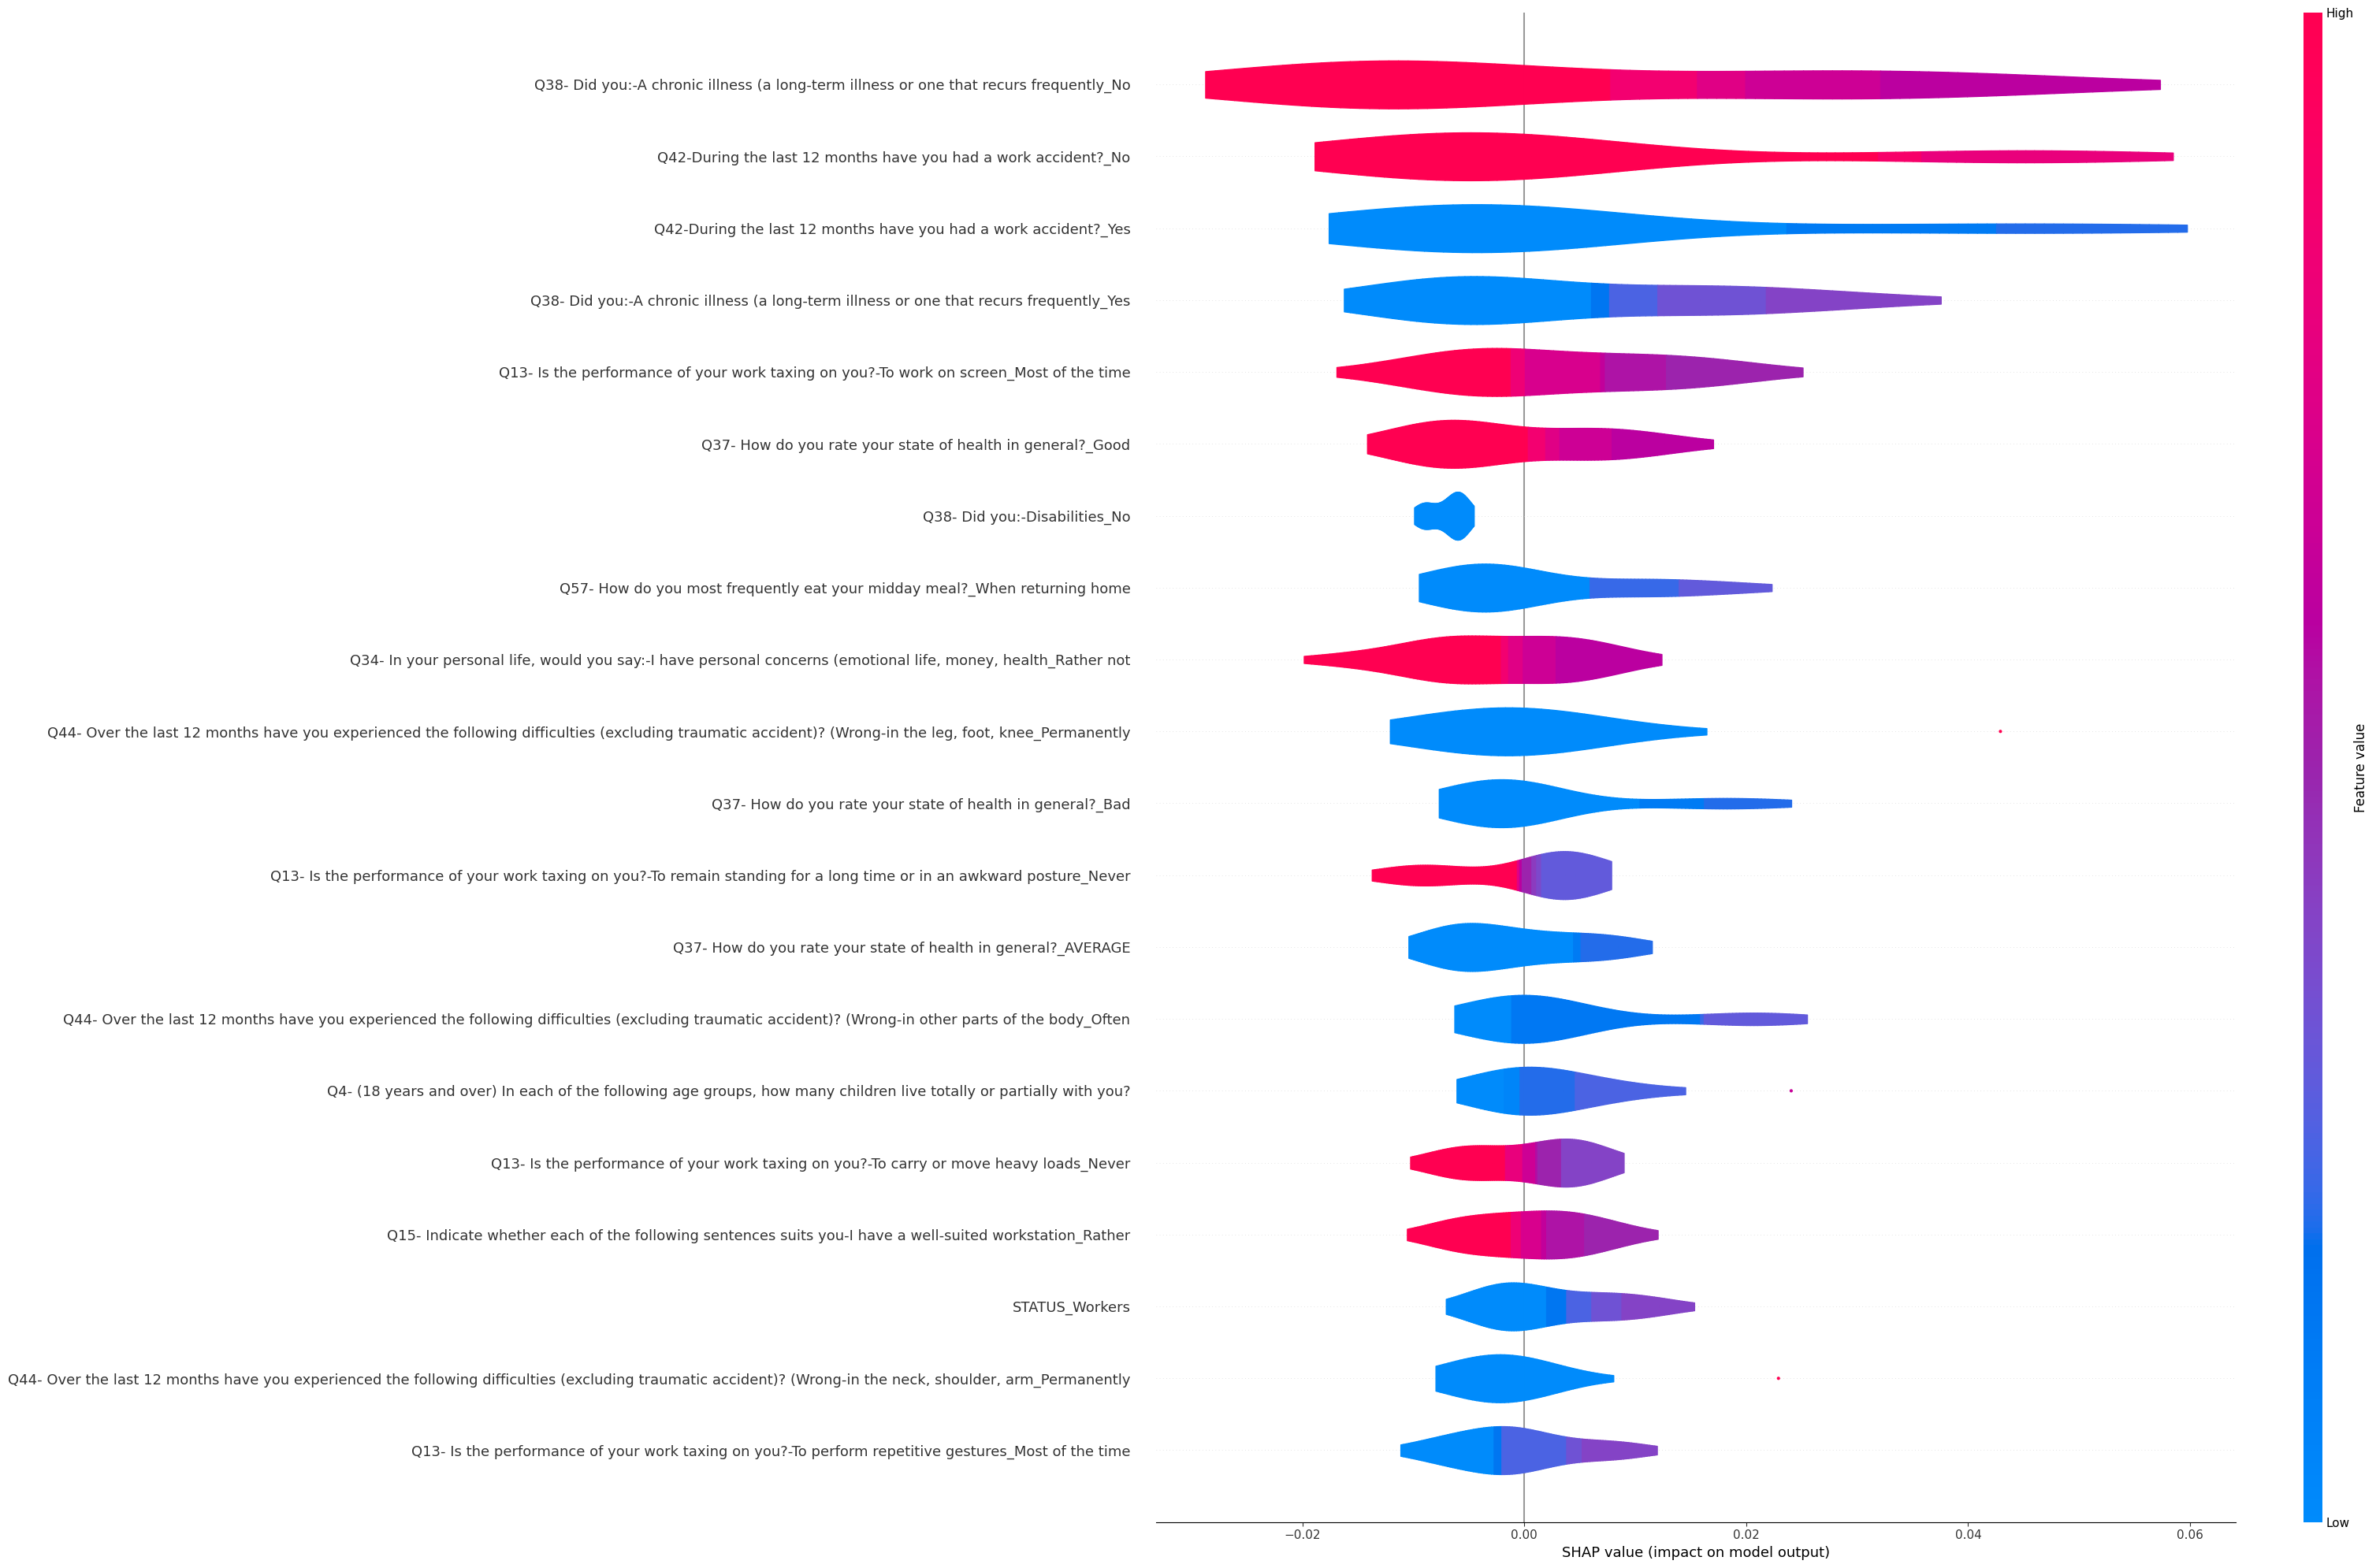 High
Q38- Did you:-A chronic illness (a long-term illness or one that recurs frequently_No
Q42-During the last 12 months have you had a work accident?_No
Q42-During the last 12 months have you had a work accident?_Yes
Q38- Did you:-A chronic illness (a long-term illness or one that recurs frequently_Yes
Q13- Is the performance of your work taxing on you?-To work on screen_Most of the time
Q37- How do you rate your state of health in general?_Good
Q38- Did you:-Disabilities_No
Q57- How do you most frequently eat your midday meal?_When returning home
Q34- In your personal life, would you say:-I have personal concerns (emotional life, money, health_Rather not
Q44- Over the last 12 months have you experienced the following difficulties (excluding traumatic accident)? (Wrong-in the leg, foot, knee_Permanently
Q37- How do you rate your state of health in general?_Bad
Q13- Is the performance of your work taxing on you?-To remain standing for a long time or in an awkward posture_Never
Q37- How do you rate your state of health in general?_AVERAGE
Q44- Over the last 12 months have you experienced the following difficulties (excluding traumatic accident)? (Wrong-in other parts of the body_Often
Q4- (18 years and over) In each of the following age groups, how many children live totally or partially with you?
Q13- Is the performance of your work taxing on you?-To carry or move heavy loads_Never
Q15- Indicate whether each of the following sentences suits you-I have a well-suited workstation_Rather
STATUS_Workers
Q44- Over the last 12 months have you experienced the following difficulties (excluding traumatic accident)? (Wrong-in the neck, shoulder, arm_Permanently
Q13- Is the performance of your work taxing on you?-To perform repetitive gestures_Most of the time
Feature value
Low
−0.02 0.00 0.02 0.04 0.06
SHAP value (impact on model output)